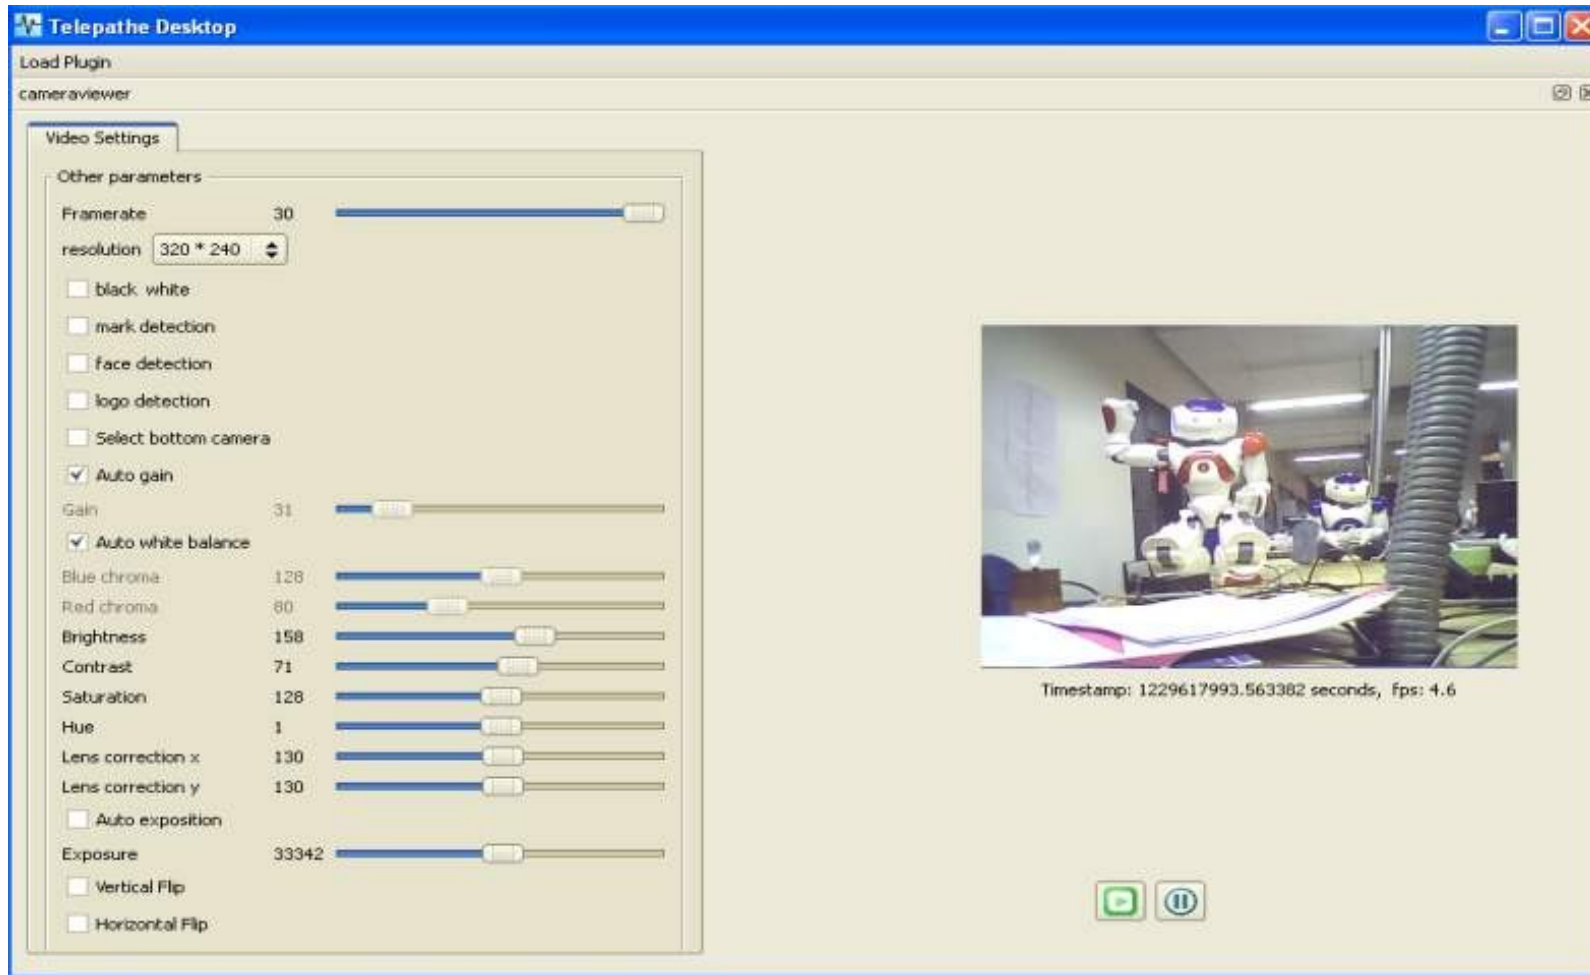 Telepathe Desktop
Load Plugin
cameraviewer
Video Settings
Other parameters
Framerate 30
resolution 320 * 240
black white
mark detection
face detection
logo detection
Select bottom camera
Auto gain
Gain 31
Auto white balance
Blue chroma 128
Red chroma 80
Brightness 158
Contrast 71
Saturation 128
Hue 1
Lens correction x 130
Lens correction y 130
Auto exposition
Exposure 33342
Vertical Flip
Horizontal Flip
Timestamp: 1229617993.563382 seconds, fps: 4.6